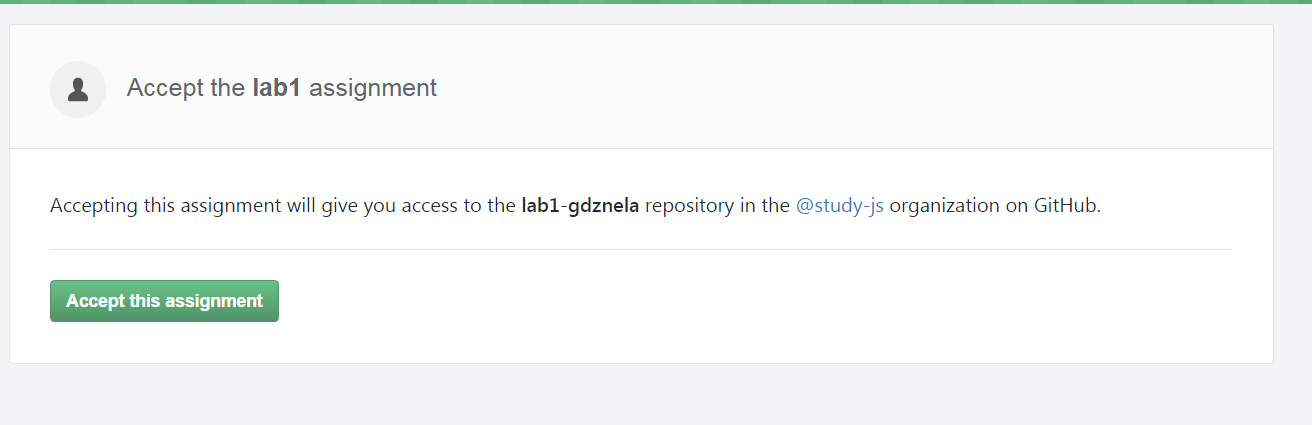 Accept the lab1 assignment
Accepting this assignment will give you access to the lab1-gdznela repository in the @study-js organization on GitHub.
Accept this assignment